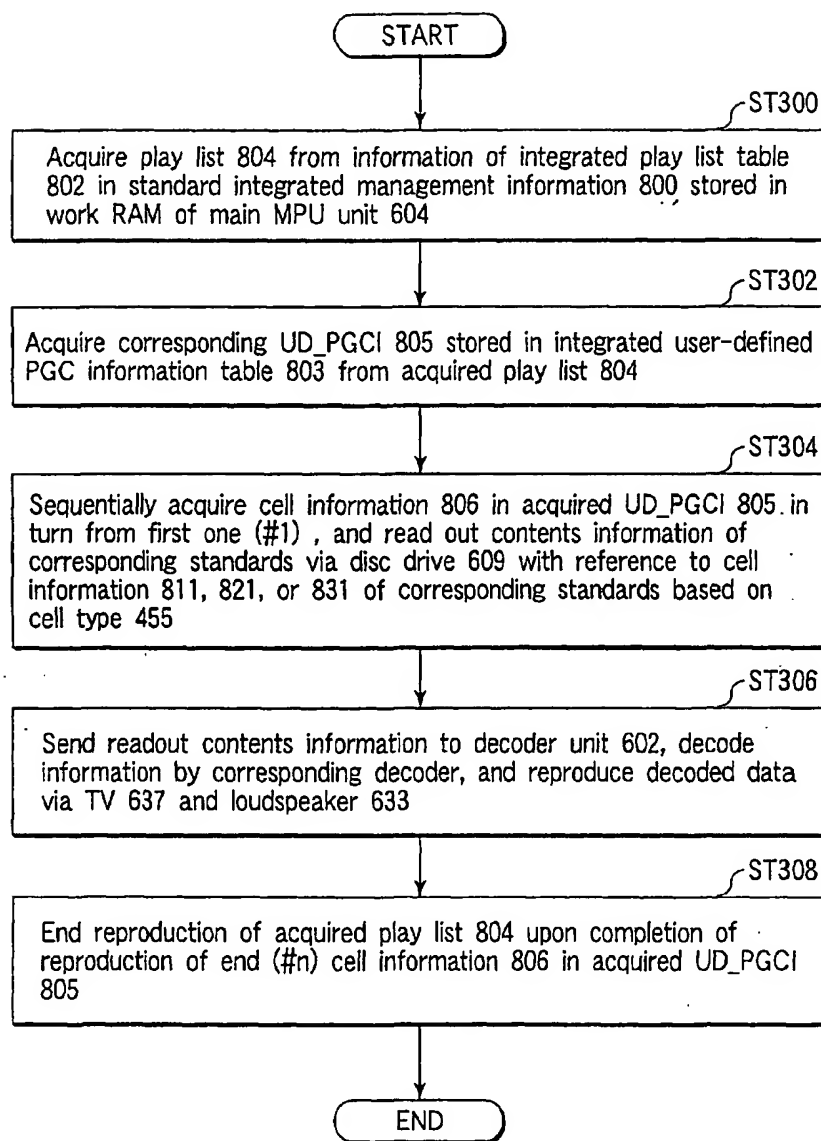 START
ST300
Acquire play list 804 from information of integrated play list table
802 in standard integrated management information 800 stored in
work RAM of main MPU unit 604
ST302
Acquire corresponding UD_PGCI 805 stored in integrated user-defined
PGC information table 803 from acquired play list 804
ST304
Sequentially acquire cell information 806 in acquired UD_PGCI 805 in
turn from first one (#1) , and read out contents information of
corresponding standards via disc drive 609 with reference to cell
information 811, 821, or 831 of corresponding standards based on
cell type 455
ST306
Send readout contents information to decoder unit 602, decode
information by corresponding decoder, and reproduce decoded data
via TV 637 and loudspeaker 633
ST308
End reproduction of acquired play list 804 upon completion of
reproduction of end (#n) cell information 806 in acquired UD_PGCI
805
END